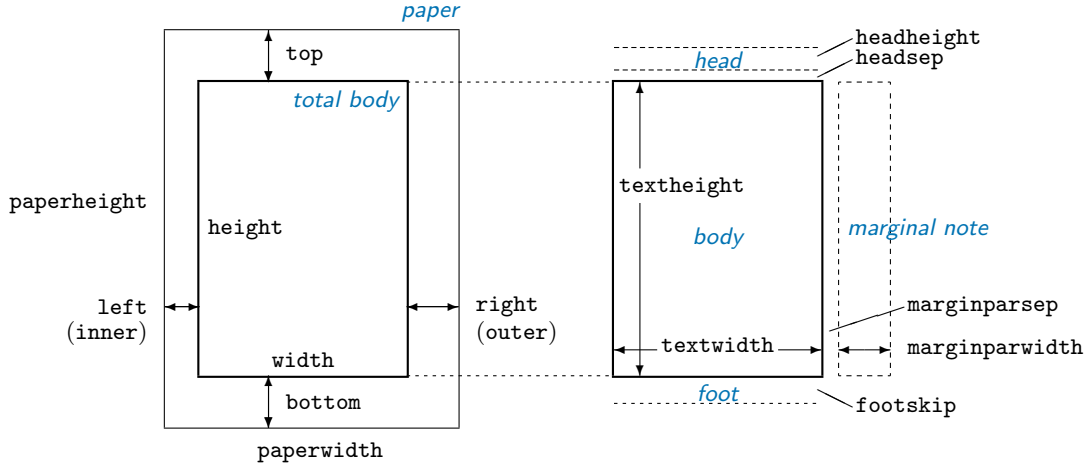 paper
top
total body
paperheight
height
left
(inner)
right
(outer)
width
bottom
paperwidth
headheight
head
headsep
textheight
body
marginal note
marginparsep
textwidth
marginparwidth
foot
footskip